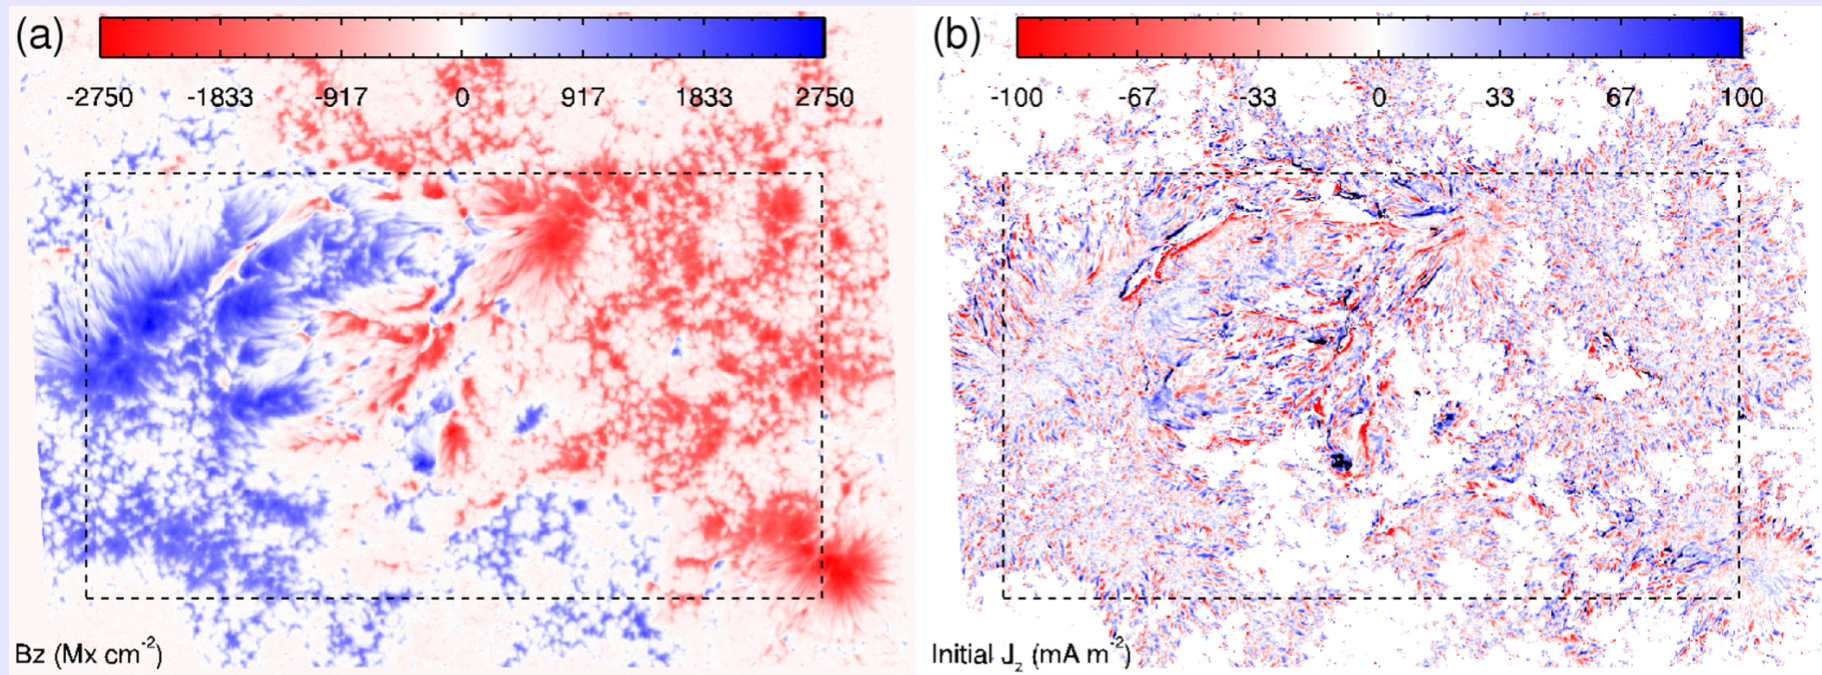 (a)
-2750 -1833 -917 0 917 1833 2750
Bz (Mx cm⁻²)
(b)
-100 -67 -33 0 33 67 100
Initial J_z (mA m⁻²)